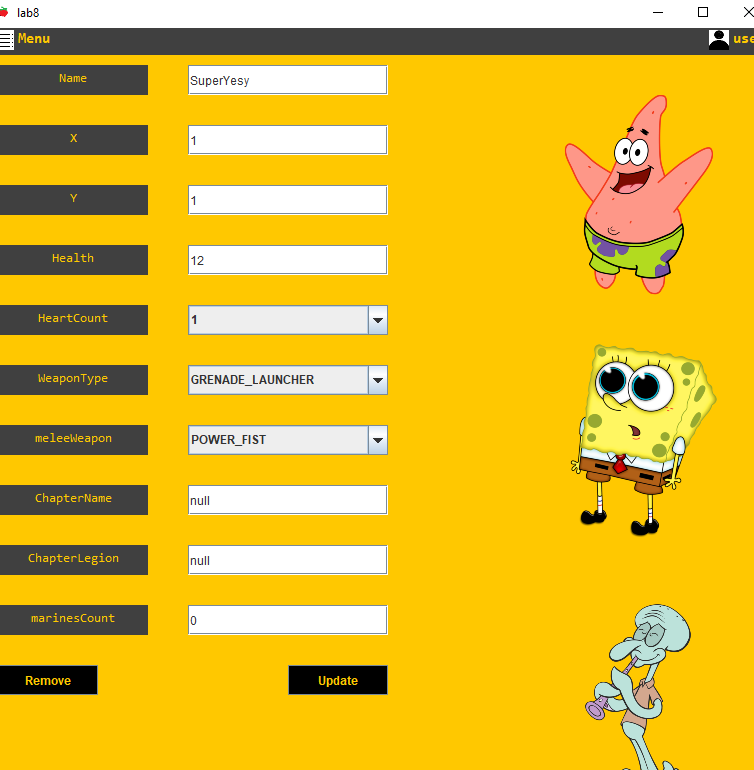 lab8
Menu use
Name SuperYesy
X 1
Y 1
Health 12
HeartCount 1
WeaponType GRENADE_LAUNCHER
meleeWeapon POWER_FIST
ChapterName null
ChapterLegion null
marinesCount 0
Remove Update